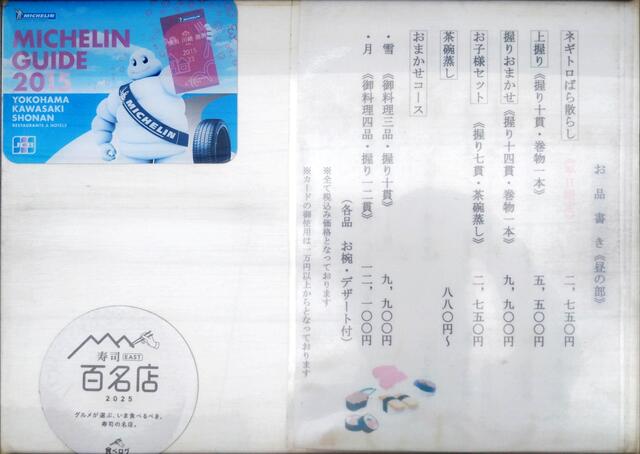 MICHELIN
MICHELIN
GUIDE
2015
YOKOHAMA
KAWASAKI
SHONAN
RESTAURANTS & HOTELS
JCB
MICHELIN
2015
お品書き《昼の部》
ネギトロばら散らし 二,七五〇円
上握り《握り十貫・巻物一本》 五,五〇〇円
握りおまかせ《握り十四貫・巻物一本》 九,九〇〇円
お子様セット《握り七貫・茶碗蒸し》 二,七五〇円
茶碗蒸し 八八〇円〜
おまかせコース
・雪《御料理三品・握り十貫》 九,九〇〇円
・月《御料理四品・握り一二貫》 一二,一〇〇円
(各品 お椀・デザート付)
※全て税込み価格となっております
※カードの御使用は一万円以上からとなっております
寿司 EAST
百名店
2025
グルメが選ぶ、いま食べるべき。
寿司の名店。
食べログ